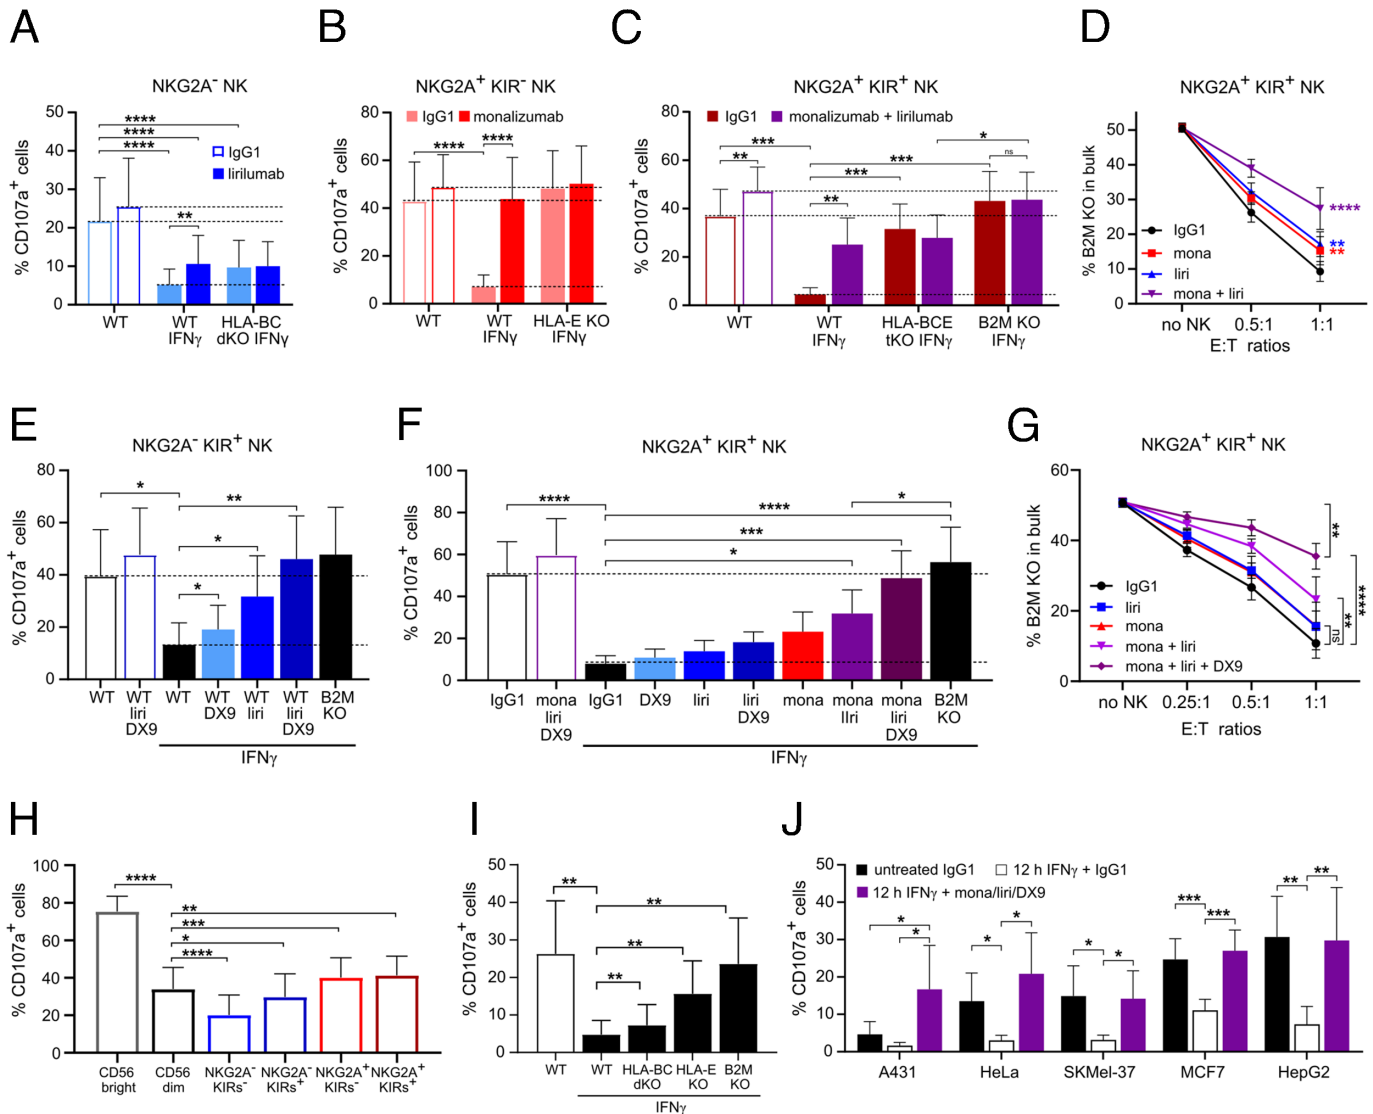 A
NKG2A⁻ NK
% CD107a⁺ cells
50
40
30
20
10
0
****
****
****
**
IgG1
lirilumab
WT
WT
IFNγ
HLA-BC
dKO IFNγ
B
NKG2A⁺ KIR⁻ NK
% CD107a⁺ cells
80
60
40
20
0
IgG1
monalizumab
****
****
WT
WT
IFNγ
HLA-E KO
IFNγ
C
NKG2A⁺ KIR⁺ NK
% CD107a⁺ cells
80
60
40
20
0
IgG1
monalizumab + lirilumab
***
**
***
***
**
*
ns
WT
WT
IFNγ
HLA-BCE
tKO IFNγ
B2M KO
IFNγ
D
NKG2A⁺ KIR⁺ NK
% B2M KO in bulk
50
40
30
20
10
0
IgG1
mona
liri
mona + liri
****
**
**
no NK
0.5:1
1:1
E:T ratios
E
NKG2A⁻ KIR⁺ NK
% CD107a⁺ cells
80
60
40
20
0
*
**
*
*
WT
WT
liri
DX9
WT
WT
DX9
WT
liri
WT
liri
DX9
B2M
KO
IFNγ
F
NKG2A⁺ KIR⁺ NK
% CD107a⁺ cells
100
80
60
40
20
0
****
*
****
***
*
IgG1
mona
liri
DX9
IgG1
DX9
liri
liri
DX9
mona
mona
lIri
mona
liri
DX9
B2M
KO
IFNγ
G
NKG2A⁺ KIR⁺ NK
% B2M KO in bulk
60
40
20
0
IgG1
liri
mona
mona + liri
mona + liri + DX9
**
****
**
ns
no NK
0.25:1
0.5:1
1:1
E:T ratios
H
% CD107a⁺ cells
100
80
60
40
20
0
****
**
***
*
****
CD56
bright
CD56
dim
NKG2A⁻
KIRs⁻
NKG2A⁻
KIRs⁺
NKG2A⁺
KIRs⁻
NKG2A⁺
KIRs⁺
I
% CD107a⁺ cells
50
40
30
20
10
0
**
**
**
**
WT
WT
HLA-BC
dKO
HLA-E
KO
B2M
KO
IFNγ
J
% CD107a⁺ cells
50
40
30
20
10
0
untreated IgG1
12 h IFNγ + IgG1
12 h IFNγ + mona/liri/DX9
*
*
*
*
*
*
***
***
**
**
A431
HeLa
SKMel-37
MCF7
HepG2